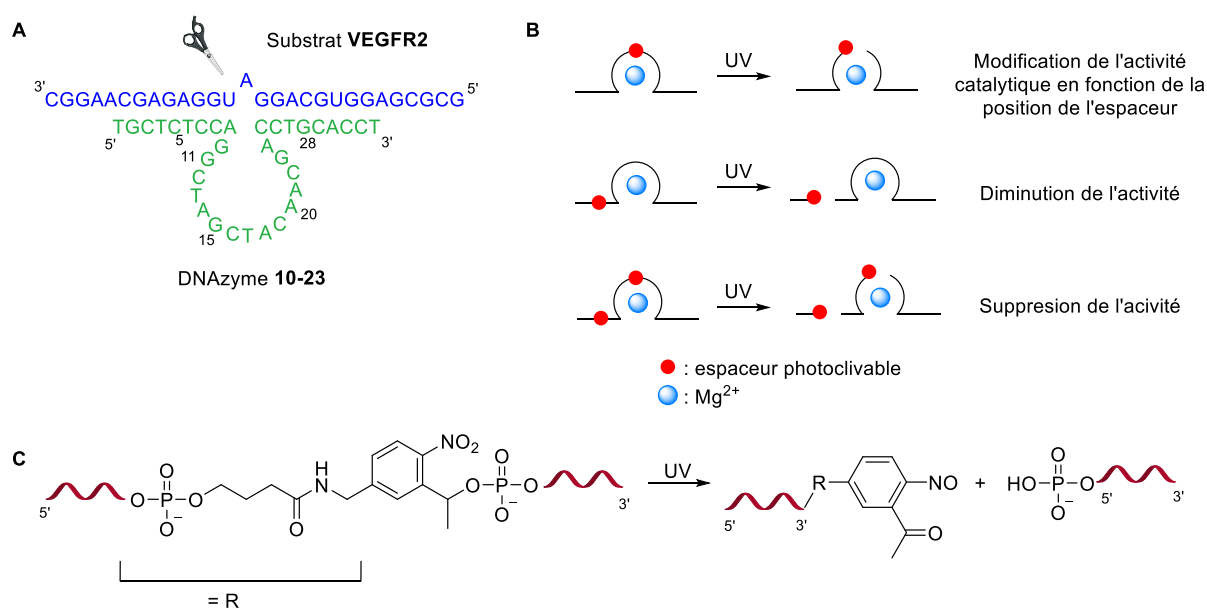 A
Substrat VEGFR2
A
3'
CGGAACGAGAGGU
GGACGUGGAGCGCG
5'
TGCTCTCCA
CCTGCACCT
5'
5
28
3'
11
G
G
C
T
A
G
15
C
T
A
C
A
20
A
C
G
A
DNAzyme 10-23
B
UV
Modification de l'activité
catalytique en fonction de la
position de l'espaceur
UV
Diminution de l'activité
UV
Suppresion de l'acivité
: espaceur photoclivable
: Mg2+
C
5'
O
P
O
O
O−
O
H
N
NO2
O
O
P
O
O−
3'
= R
UV
5'
3'
R
NO
O
+
HO
O
P
O
O−
5'
3'